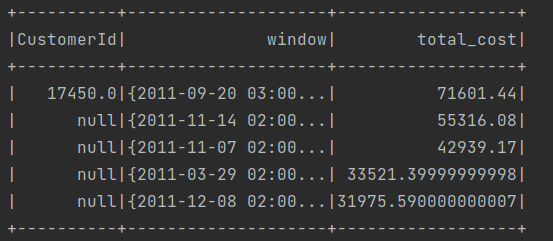 +----------+--------------------+------------------+
|CustomerId|              window|        total_cost|
+----------+--------------------+------------------+
|   17450.0|{2011-09-20 03:00...|          71601.44|
|      null|{2011-11-14 02:00...|          55316.08|
|      null|{2011-11-07 02:00...|          42939.17|
|      null|{2011-03-29 02:00...| 33521.39999999998|
|      null|{2011-12-08 02:00...|31975.590000000007|
+----------+--------------------+------------------+